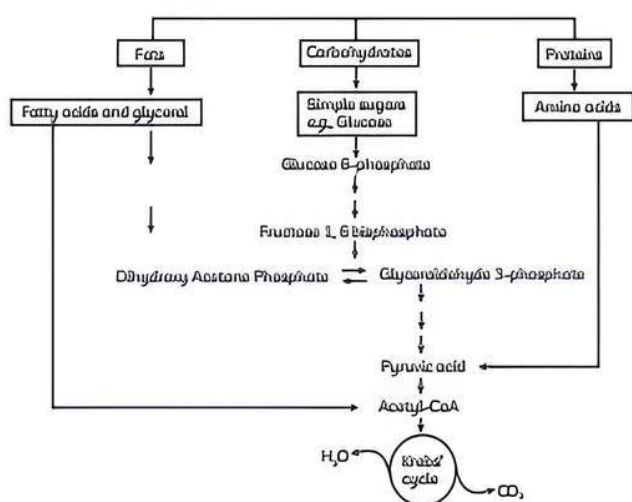 Fats
Carbohydrates
Proteins
Fatty acids and glycerol
Simple sugars
e.g. Glucose
Amino acids
Glucose 6-phosphate
Fructose 1, 6 bisphosphate
Dihydroxy Acetone Phosphate
Glyceraldehyde 3-phosphate
Pyruvic acid
Acetyl-CoA
H₂O
Krebs'
cycle
CO₂